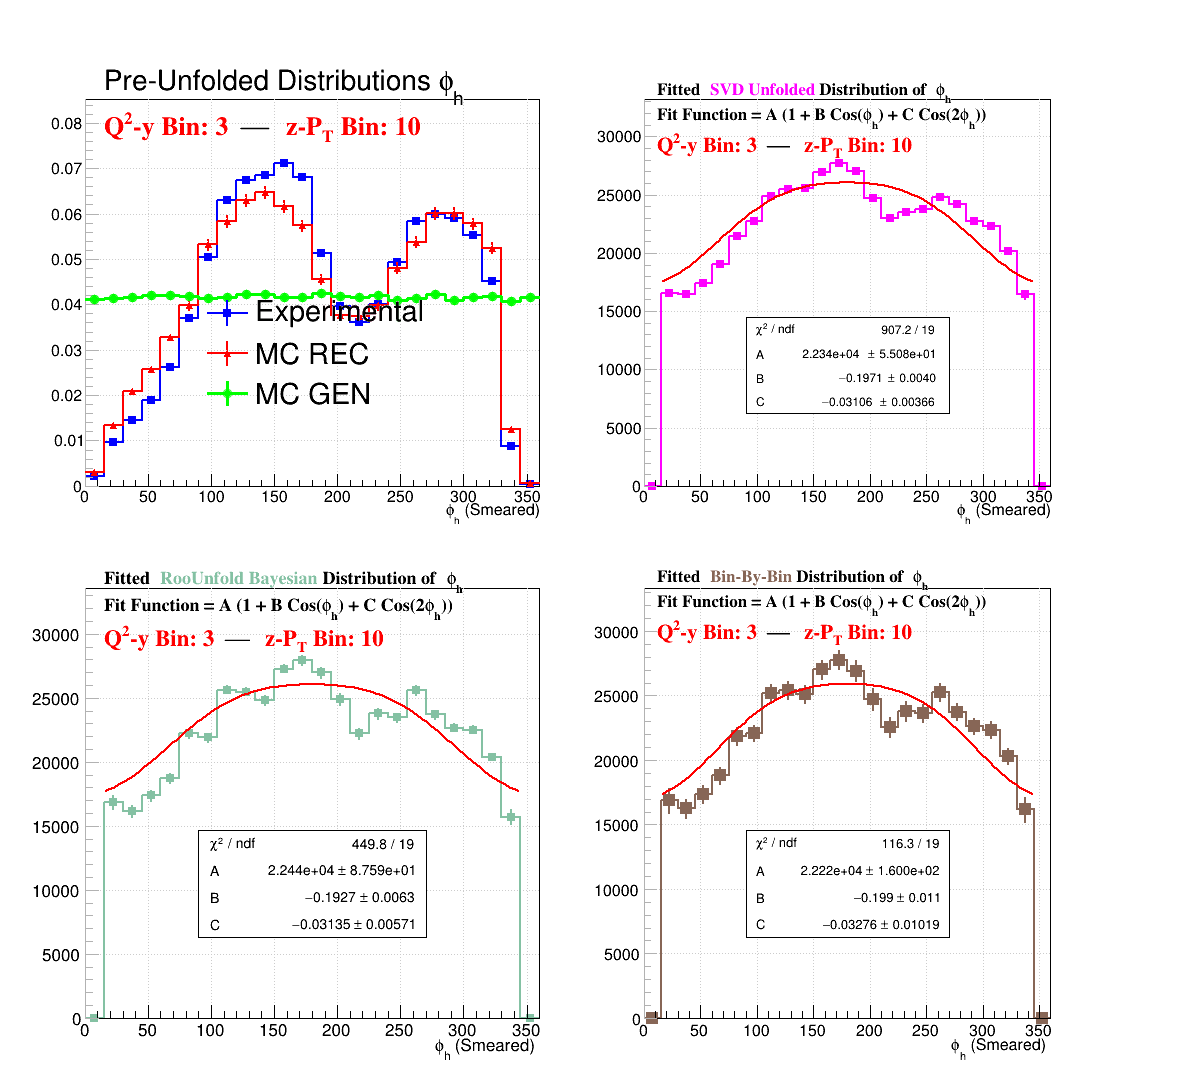 Pre-Unfolded Distributions ϕh
Q²-y Bin: 3 — z-PT Bin: 10
0.08
0.07
0.06
0.05
0.04
0.03
0.02
0.01
0
Experimental
MC REC
MC GEN
0 50 100 150 200 250 300 350
ϕh (Smeared)
Fitted SVD Unfolded Distribution of ϕh
Fit Function = A (1 + B Cos(ϕh) + C Cos(2ϕh))
Q²-y Bin: 3 — z-PT Bin: 10
30000
25000
20000
15000
10000
5000
0
χ² / ndf 907.2 / 19
A 2.234e+04 ± 5.508e+01
B −0.1971 ± 0.0040
C −0.03106 ± 0.00366
0 50 100 150 200 250 300 350
ϕh (Smeared)
Fitted RooUnfold Bayesian Distribution of ϕh
Fit Function = A (1 + B Cos(ϕh) + C Cos(2ϕh))
Q²-y Bin: 3 — z-PT Bin: 10
30000
25000
20000
15000
10000
5000
0
χ² / ndf 449.8 / 19
A 2.244e+04 ± 8.759e+01
B −0.1927 ± 0.0063
C −0.03135 ± 0.00571
0 50 100 150 200 250 300 350
ϕh (Smeared)
Fitted Bin-By-Bin Distribution of ϕh
Fit Function = A (1 + B Cos(ϕh) + C Cos(2ϕh))
Q²-y Bin: 3 — z-PT Bin: 10
30000
25000
20000
15000
10000
5000
0
χ² / ndf 116.3 / 19
A 2.222e+04 ± 1.600e+02
B −0.199 ± 0.011
C −0.03276 ± 0.01019
0 50 100 150 200 250 300 350
ϕh (Smeared)